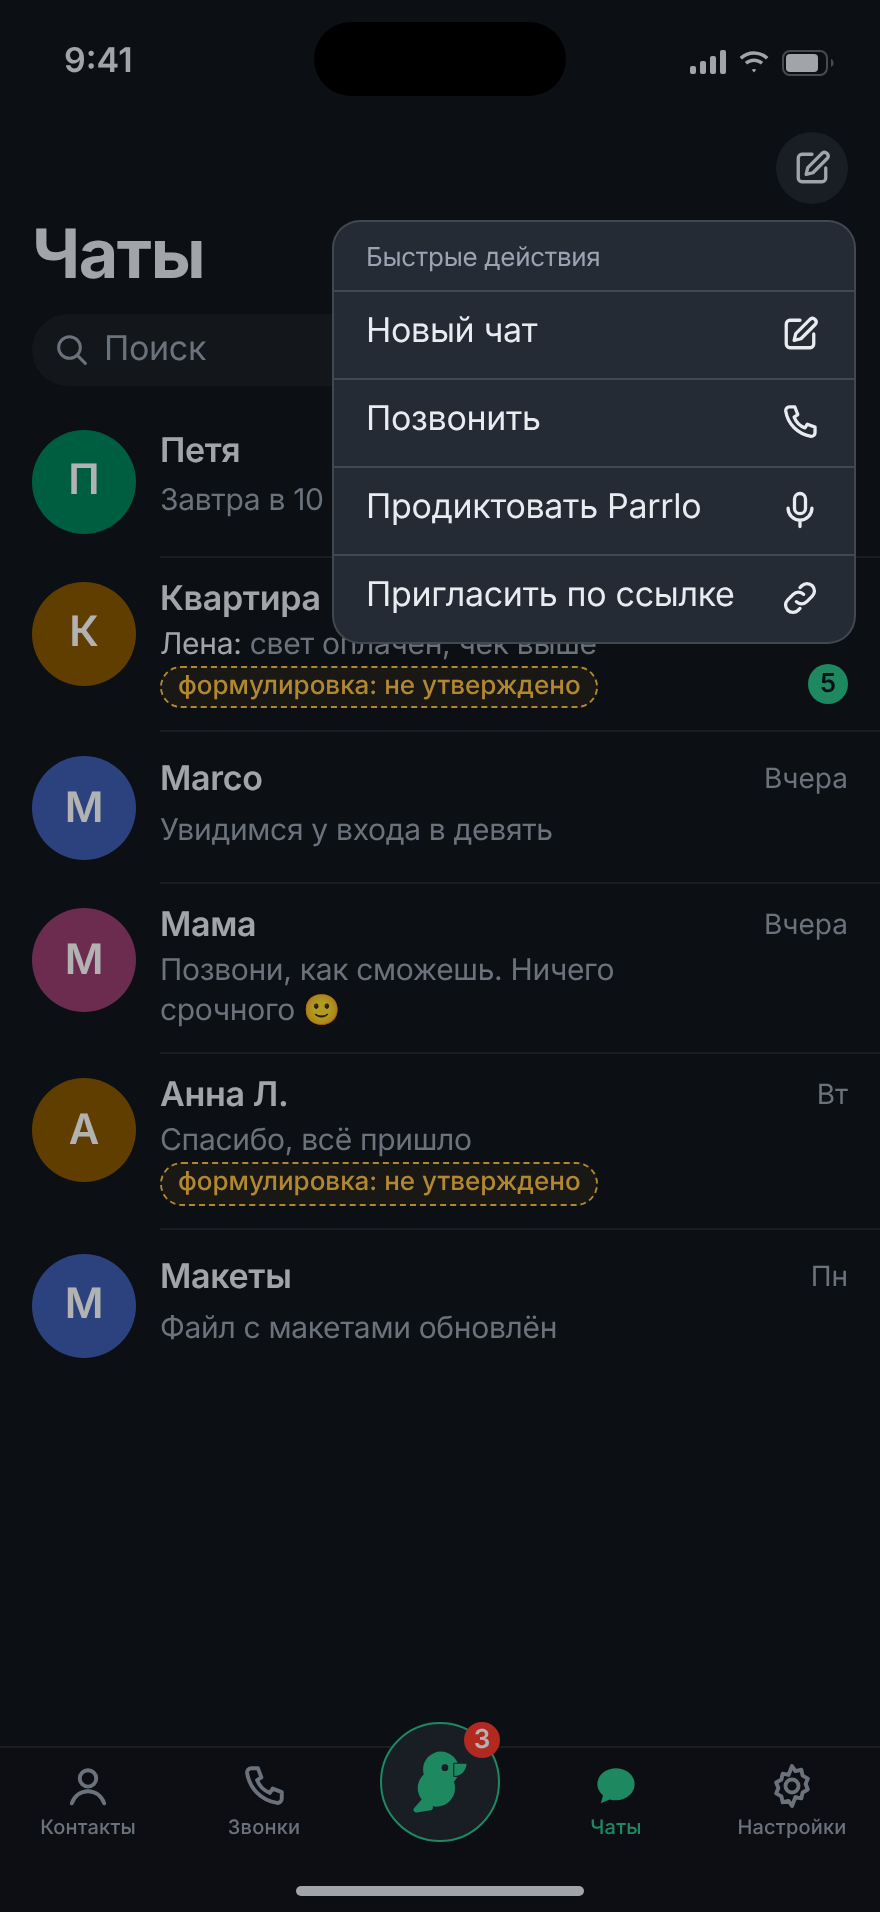 9:41
Чаты
Быстрые действия
Новый чат
Позвонить
Продиктовать Parrlo
Пригласить по ссылке
Поиск
П
Петя
Завтра в 10
К
Квартира
Лена: свет оплачен, чек выше
формулировка: не утверждено
5
M
Marco
Вчера
Увидимся у входа в девять
М
Мама
Вчера
Позвони, как сможешь. Ничего
срочного 🙂
А
Анна Л.
Вт
Спасибо, всё пришло
формулировка: не утверждено
М
Макеты
Пн
Файл с макетами обновлён
3
Контакты
Звонки
Чаты
Настройки